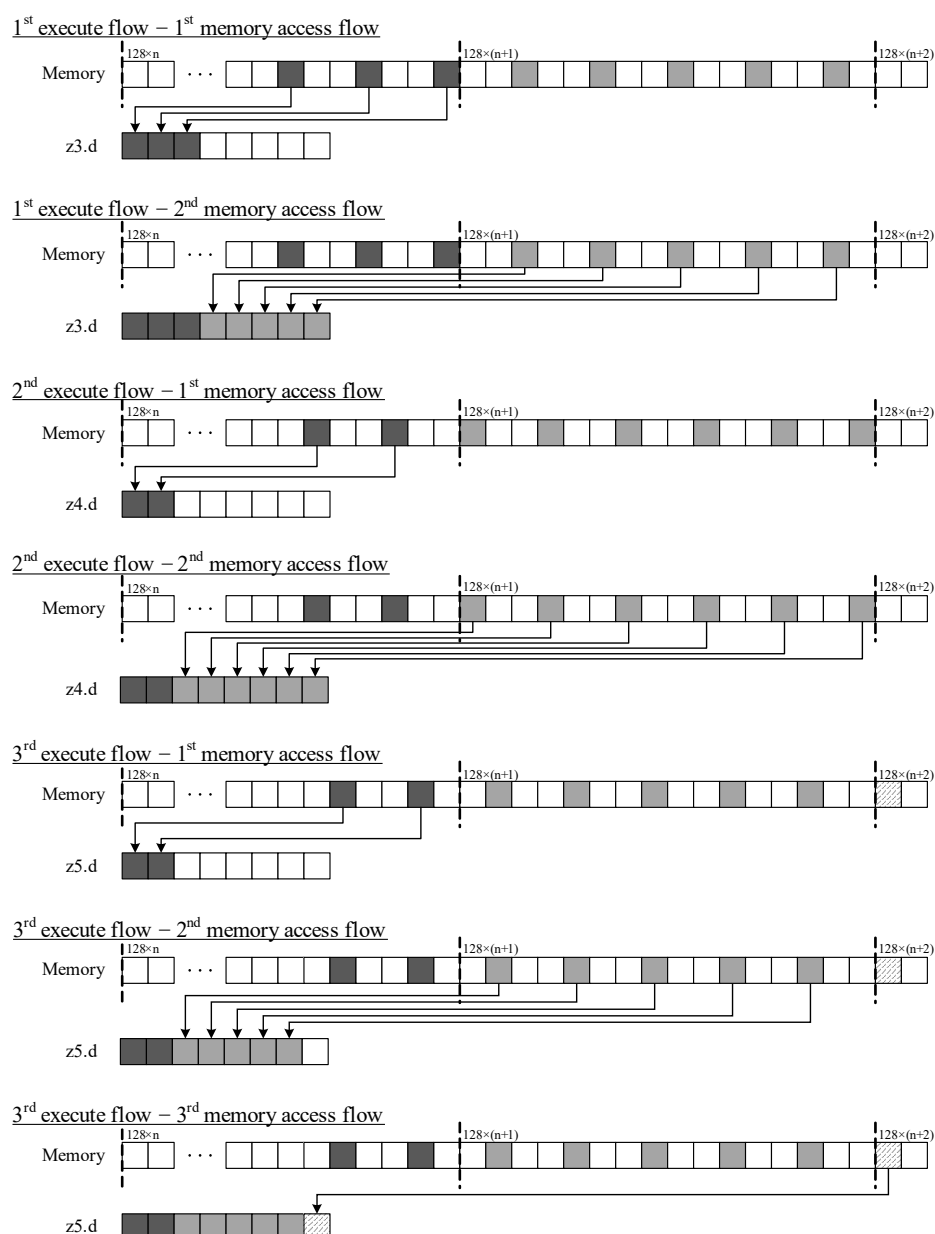 1st execute flow − 1st memory access flow
128×n 128×(n+1) 128×(n+2)
Memory ···
z3.d
1st execute flow − 2nd memory access flow
128×n 128×(n+1) 128×(n+2)
Memory ···
z3.d
2nd execute flow − 1st memory access flow
128×n 128×(n+1) 128×(n+2)
Memory ···
z4.d
2nd execute flow − 2nd memory access flow
128×n 128×(n+1) 128×(n+2)
Memory ···
z4.d
3rd execute flow − 1st memory access flow
128×n 128×(n+1) 128×(n+2)
Memory ···
z5.d
3rd execute flow − 2nd memory access flow
128×n 128×(n+1) 128×(n+2)
Memory ···
z5.d
3rd execute flow − 3rd memory access flow
128×n 128×(n+1) 128×(n+2)
Memory ···
z5.d